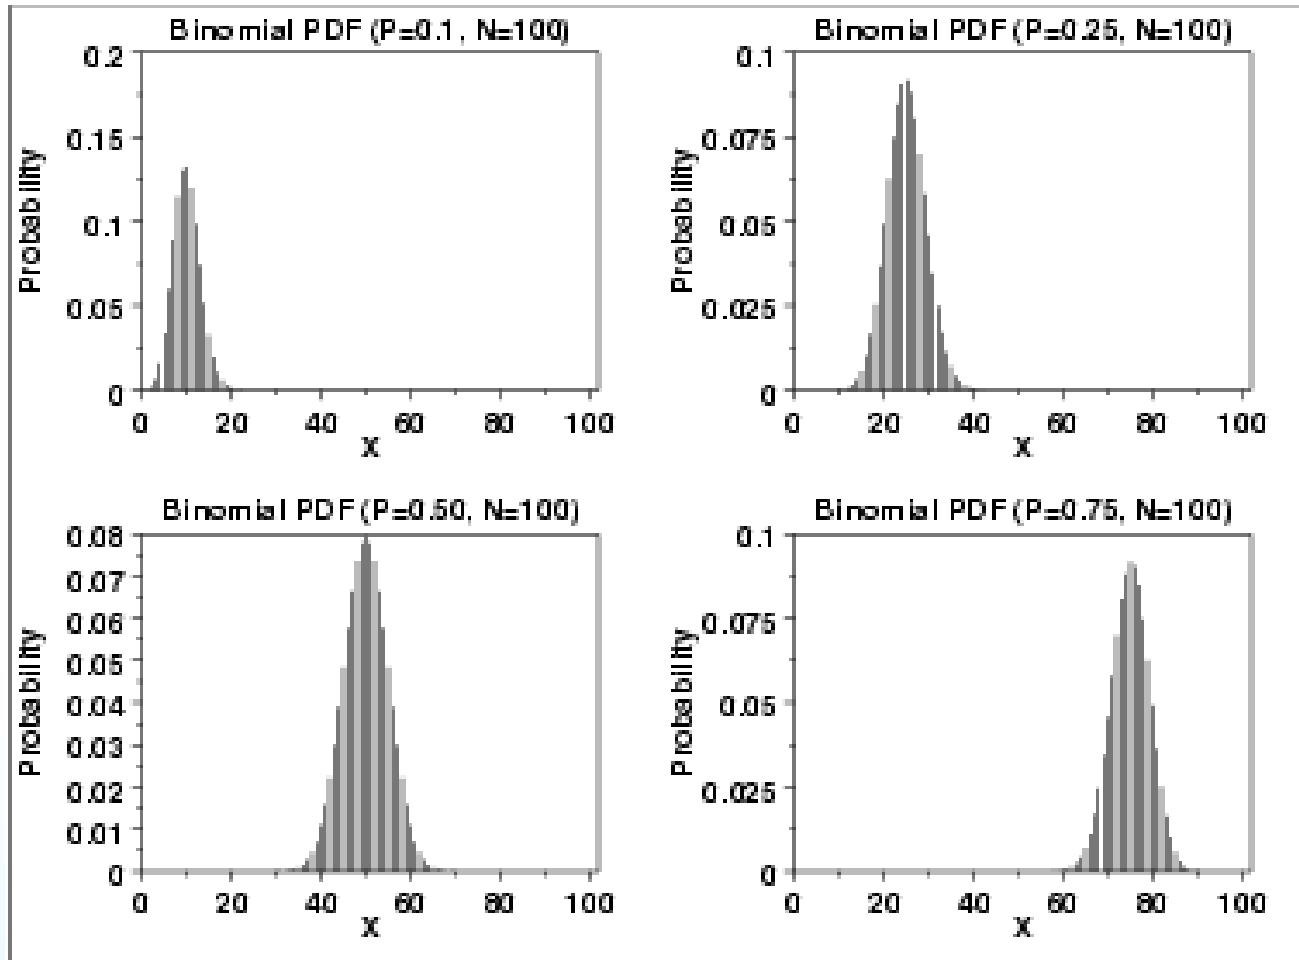 Binomial PDF (P=0.1, N=100)
0.2
0.15
0.1
0.05
0
Probability
0 20 40 60 80 100
X
Binomial PDF (P=0.25, N=100)
0.1
0.075
0.05
0.025
0
Probability
0 20 40 60 80 100
X
Binomial PDF (P=0.50, N=100)
0.08
0.07
0.06
0.05
0.04
0.03
0.02
0.01
0
Probability
0 20 40 60 80 100
X
Binomial PDF (P=0.75, N=100)
0.1
0.075
0.05
0.025
0
Probability
0 20 40 60 80 100
X